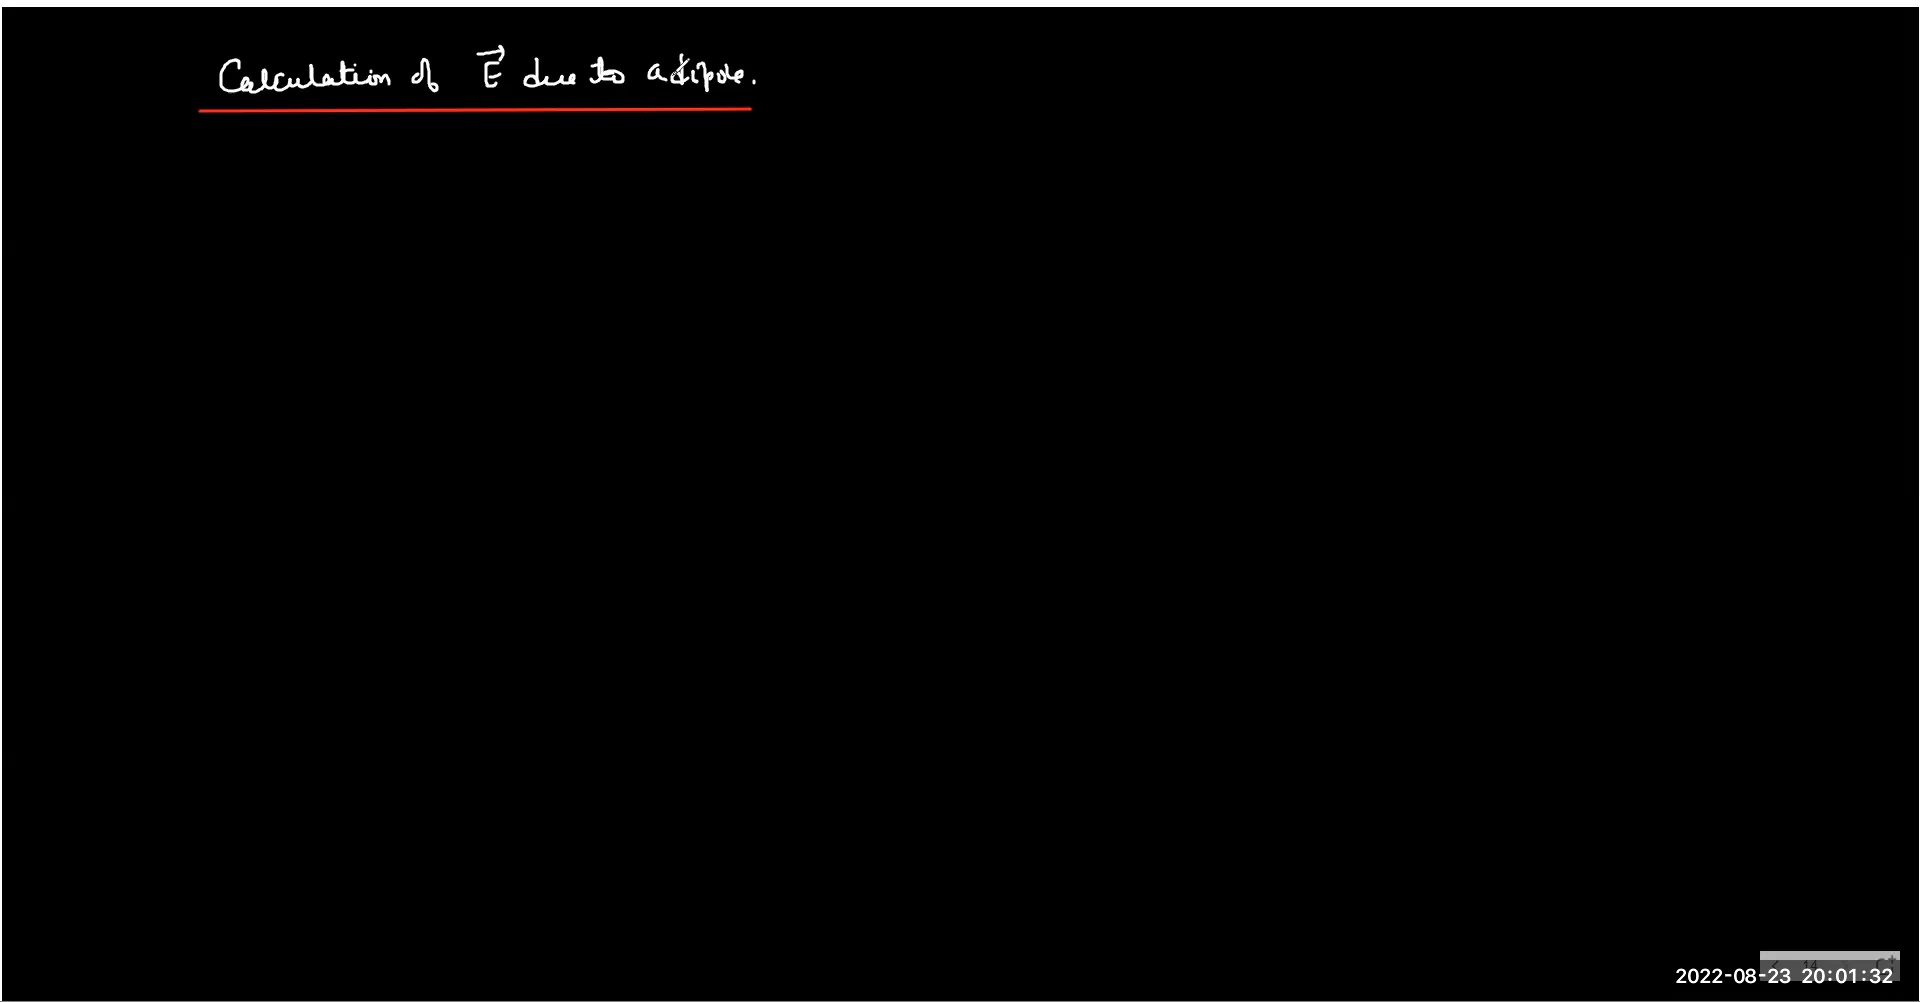 Calculation of E⃗ due to a dipole.
2022-08-23 20:01:32